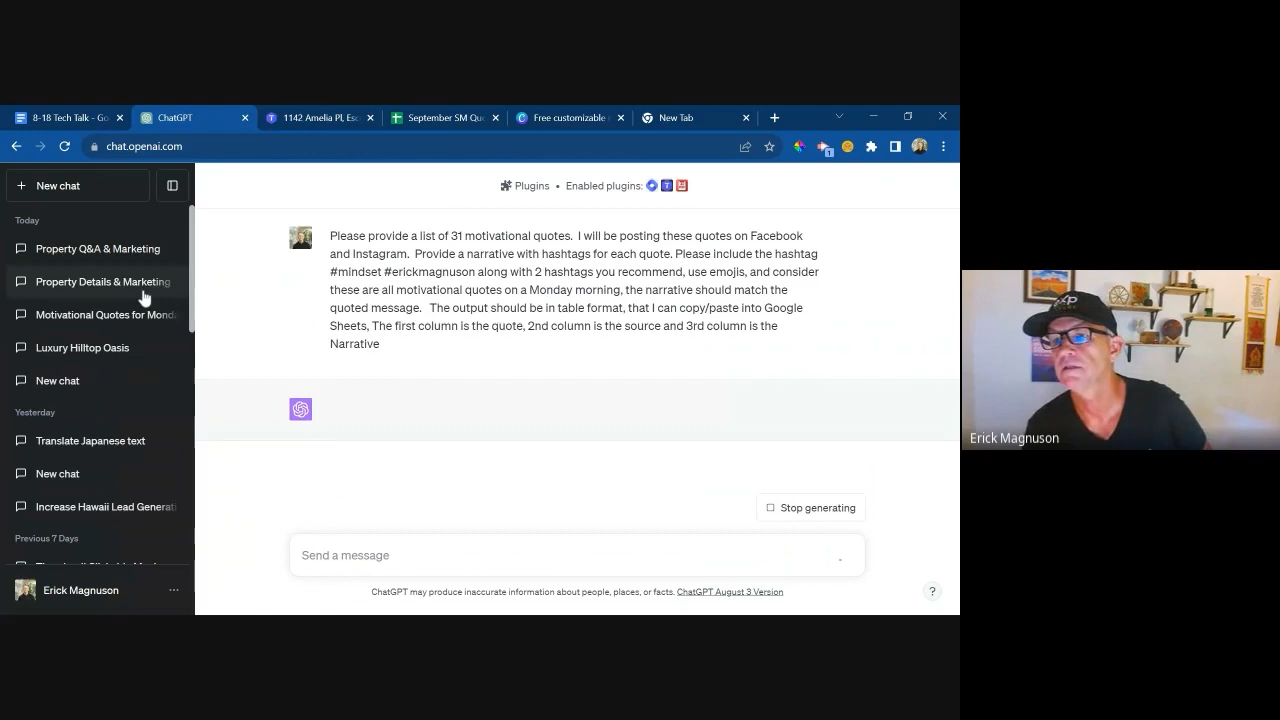 8-18 Tech Talk - Go
ChatGPT
1142 Amelia Pl, Esc
September SM Quo
Free customizable
New Tab
chat.openai.com
1
New chat
Today
Property Q&A & Marketing
Property Details & Marketing
Motivational Quotes for Monda
Luxury Hilltop Oasis
New chat
Yesterday
Translate Japanese text
New chat
Increase Hawaii Lead Generati
Previous 7 Days
Erick Magnuson
Plugins • Enabled plugins:
Please provide a list of 31 motivational quotes. I will be posting these quotes on Facebook
and Instagram. Provide a narrative with hashtags for each quote. Please include the hashtag
#mindset #erickmagnuson along with 2 hashtags you recommend, use emojis, and consider
these are all motivational quotes on a Monday morning, the narrative should match the
quoted message. The output should be in table format, that I can copy/paste into Google
Sheets, The first column is the quote, 2nd column is the source and 3rd column is the
Narrative
Stop generating
Send a message
ChatGPT may produce inaccurate information about people, places, or facts. ChatGPT August 3 Version
?
Erick Magnuson